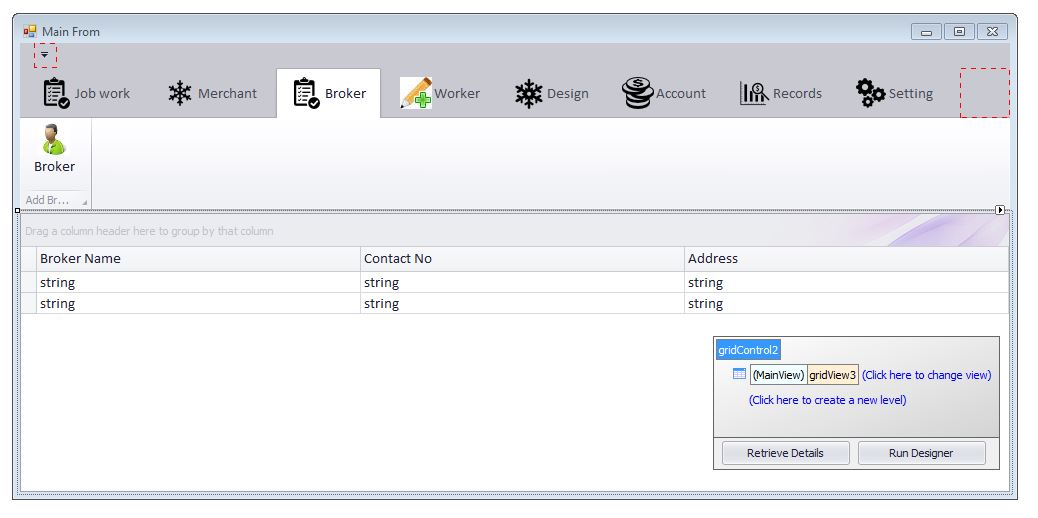 Main From
Job work Merchant Broker Worker Design Account Records Setting
Broker
Add Br...
Drag a column header here to group by that column
Broker Name Contact No Address
string string string
string string string
gridControl2
(MainView) gridView3 (Click here to change view)
(Click here to create a new level)
Retrieve Details Run Designer